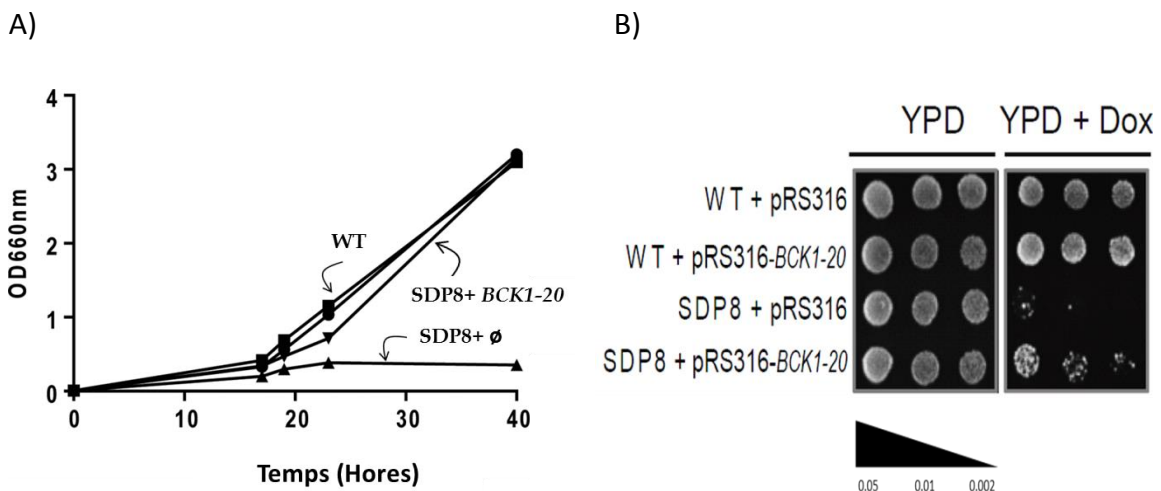 A)
B)
4
3
2
1
0
OD660nm
0
10
20
30
40
Temps (Hores)
WT
SDP8+ BCK1-20
SDP8+ ø
YPD
YPD + Dox
WT + pRS316
WT + pRS316-BCK1-20
SDP8 + pRS316
SDP8 + pRS316-BCK1-20
0.05
0.01
0.002